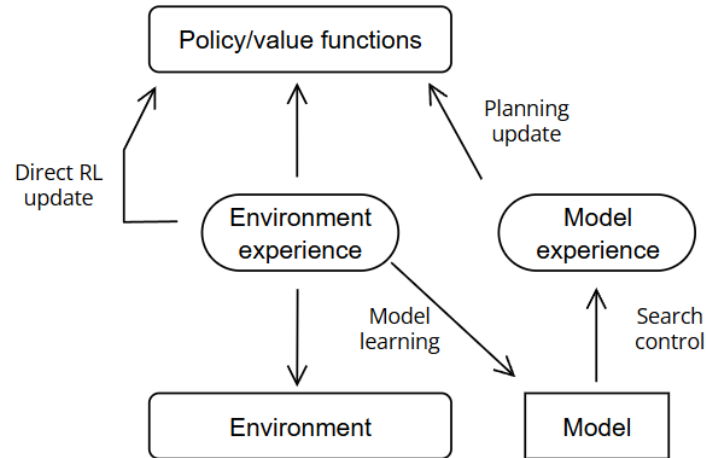 Policy/value functions
Planning
update
Direct RL
update
Environment
experience
Model
experience
Model
learning
Search
control
Environment
Model